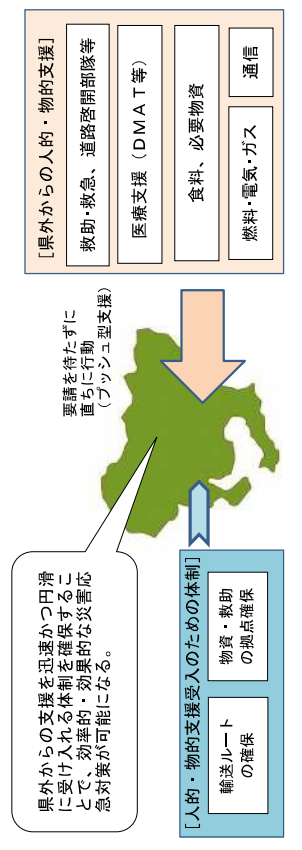 県外からの支援を迅速かつ円滑
に受け入れる体制を確保するこ
とで、効率的・効果的な災害応
急対策が可能になる。
要請を待たずに
直ちに行動
（プッシュ型支援）
［県外からの人的・物的支援］
救助・救急、道路啓開部隊等
医療支援（ＤＭＡＴ等）
食料、必要物資
燃料・電気・ガス
通信
［人的・物的支援受入のための体制］
輸送ルート
の確保
物資・救助
の拠点確保